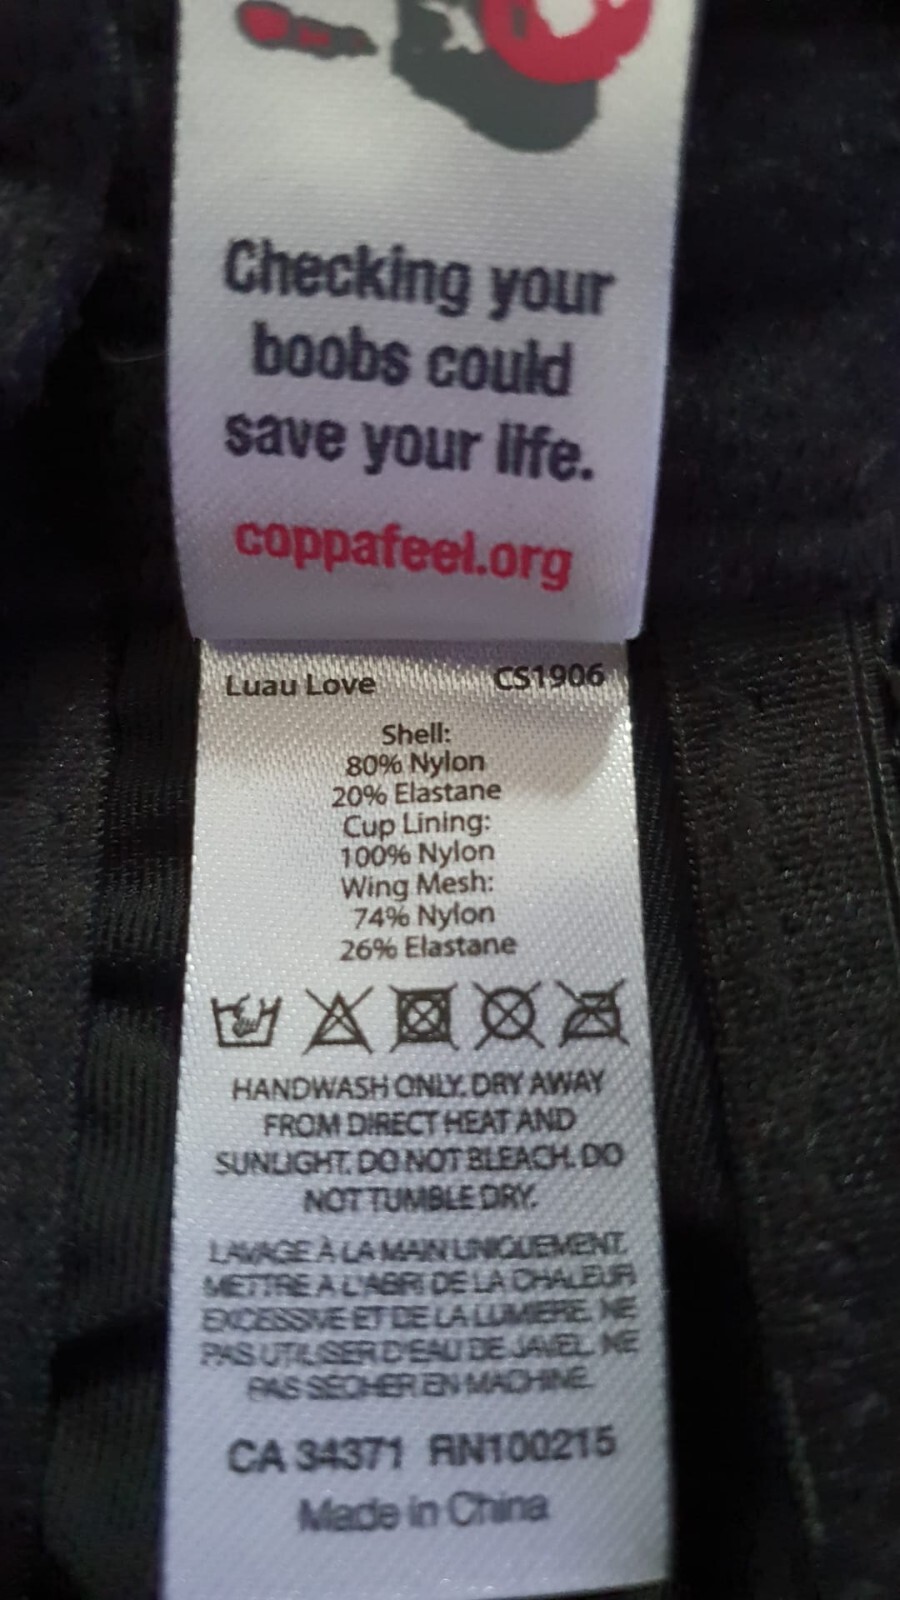 Checking your
boobs could
save your life.
coppafeel.org
Luau Love CS1906
Shell:
80% Nylon
20% Elastane
Cup Lining:
100% Nylon
Wing Mesh:
74% Nylon
26% Elastane
HANDWASH ONLY. DRY AWAY
FROM DIRECT HEAT AND
SUNLIGHT. DO NOT BLEACH. DO
NOT TUMBLE DRY.
LAVAGE À LA MAIN UNIQUEMENT.
METTRE A L'ABRI DE LA CHALEUR
EXCESSIVE ET DE LA LUMIERE. NE
PAS UTILISER D'EAU DE JAVEL. NE
PAS SÉCHER EN MACHINE.
CA 34371 RN100215
Made in China